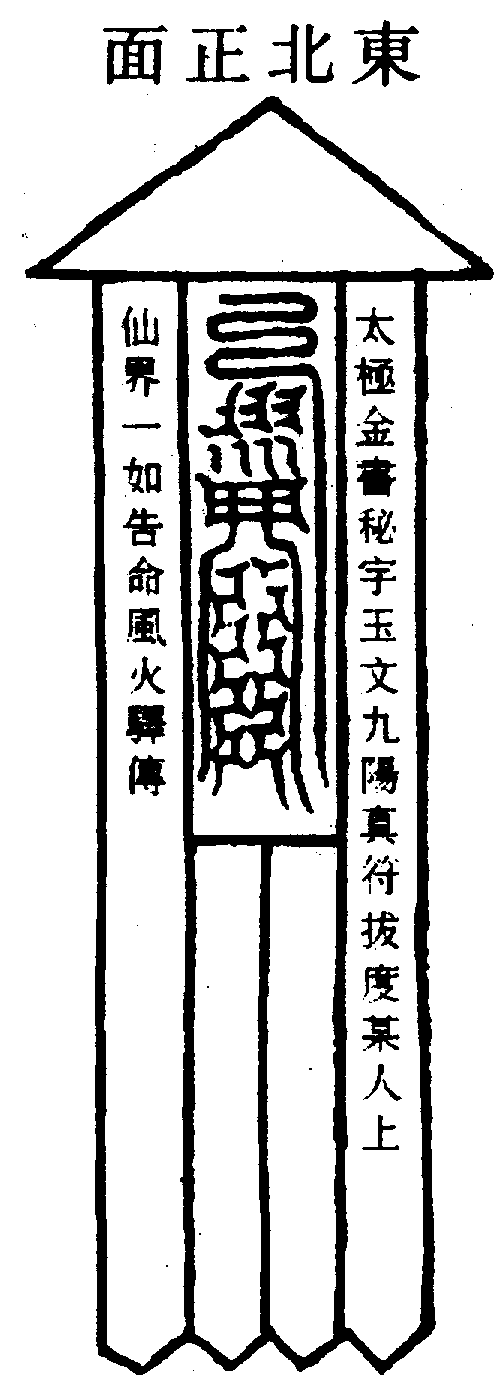 東北正面
太極金書秘字玉文九陽真符拔度某人上
仙界一如告命風火驛傳